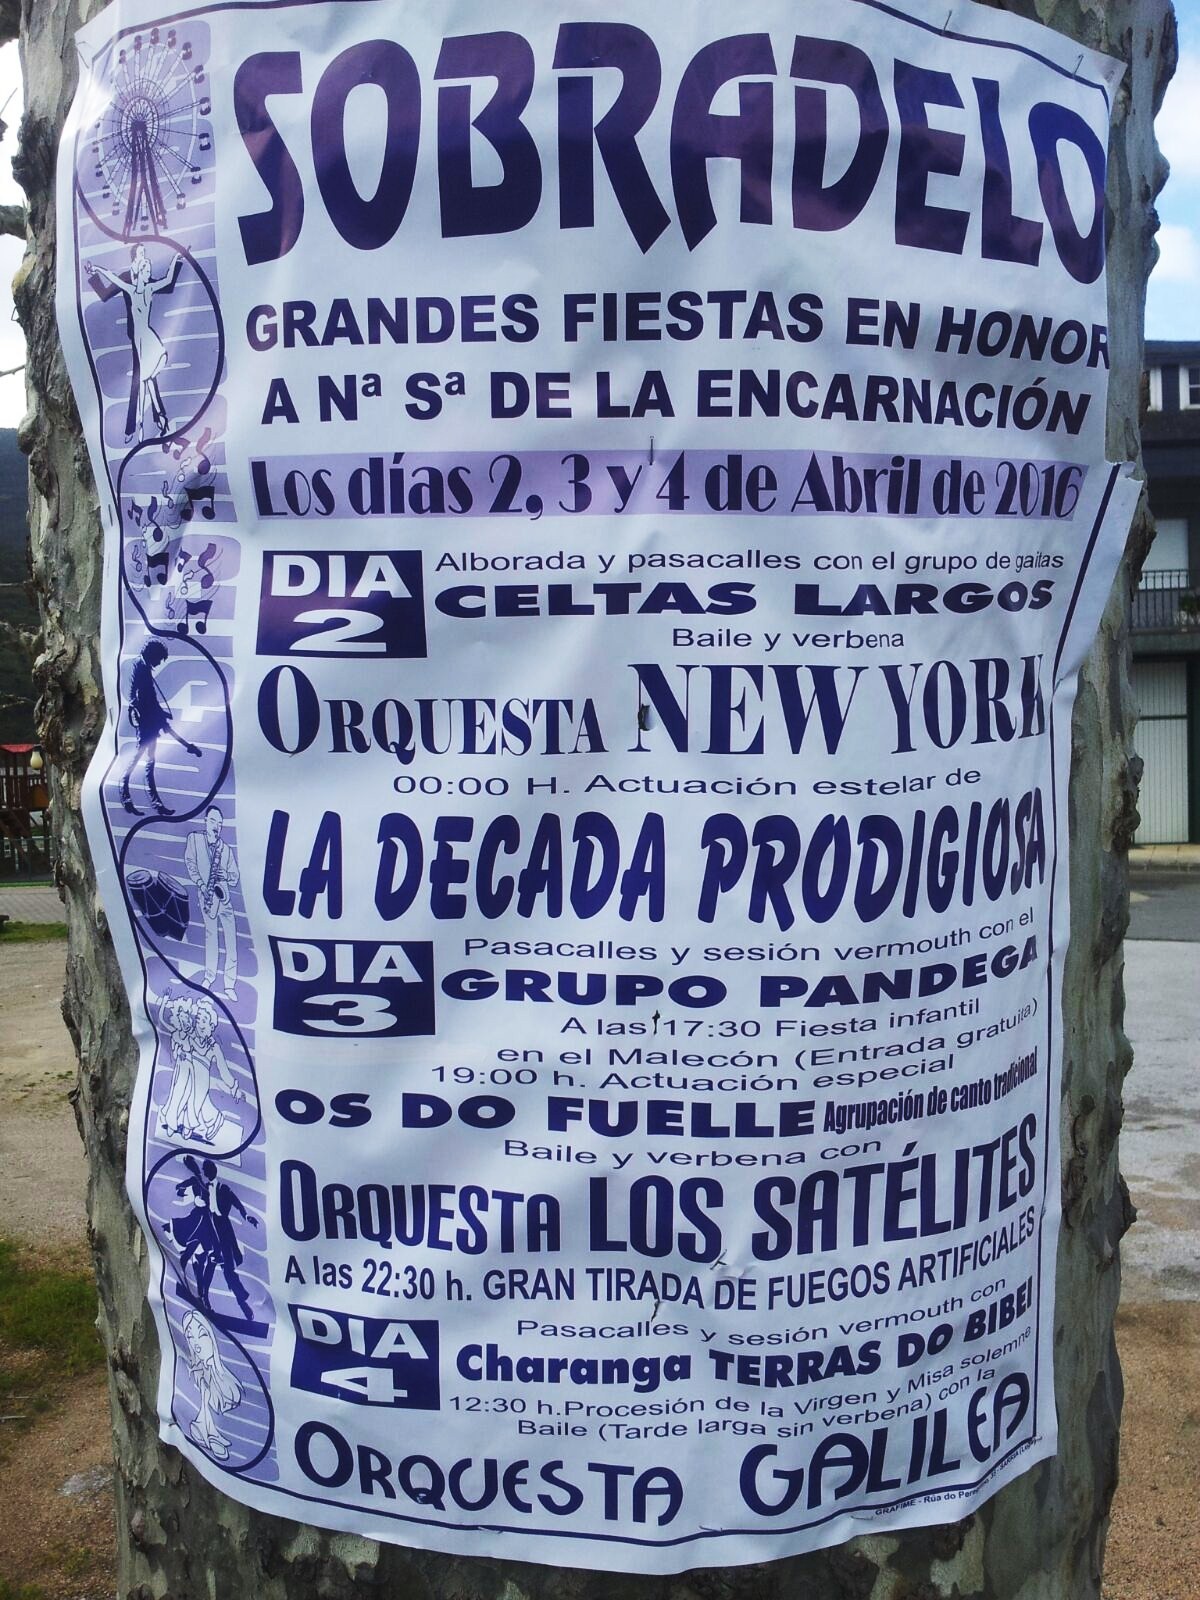 SOBRADELO
GRANDES FIESTAS EN HONOR
A Nª Sª DE LA ENCARNACIÓN
Los días 2, 3 y 4 de Abril de 2016
DIA
2
Alborada y pasacalles con el grupo de gaitas
CELTAS LARGOS
Baile y verbena
ORQUESTA NEW YORK
00:00 H. Actuación estelar de
LA DECADA PRODIGIOSA
DIA
3
Pasacalles y sesión vermouth con el
GRUPO PANDEGA
A las 17:30 Fiesta infantil
en el Malecón (Entrada gratuita)
19:00 h. Actuación especial
OS DO FUELLE Agrupación de canto tradicional
Baile y verbena con
ORQUESTA LOS SATÉLITES
A las 22:30 h. GRAN TIRADA DE FUEGOS ARTIFICIALES
DIA
4
Pasacalles y sesión vermouth con
Charanga TERRAS DO BIBEI
12:30 h.Procesión de la Virgen y Misa solemne
Baile (Tarde larga sin verbena) con la
ORQUESTA GALILEA
GRAFIME - Rúa do